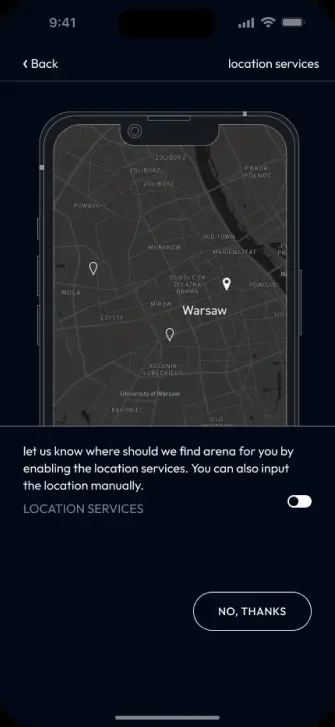 9:41
Back
location services
ŻOLIBORZ
ŻOLIBORZ
ŻOLIBORZ
PRAGA-
PÓŁNOC
POWĄZKI
OLD TOWN
MURANÓW
MARIENSZTAT
OSIEDLE ZA
ŻELAZNĄ
BRAMĄ
POWIŚLE
WOLA
MIRÓW
Warsaw
CZYSTE
KOLONIA
LUBECKIEGO
University of Warsaw
RAKOWIEC
let us know where should we find arena for you by
enabling the location services. You can also input
the location manually.
LOCATION SERVICES
NO, THANKS